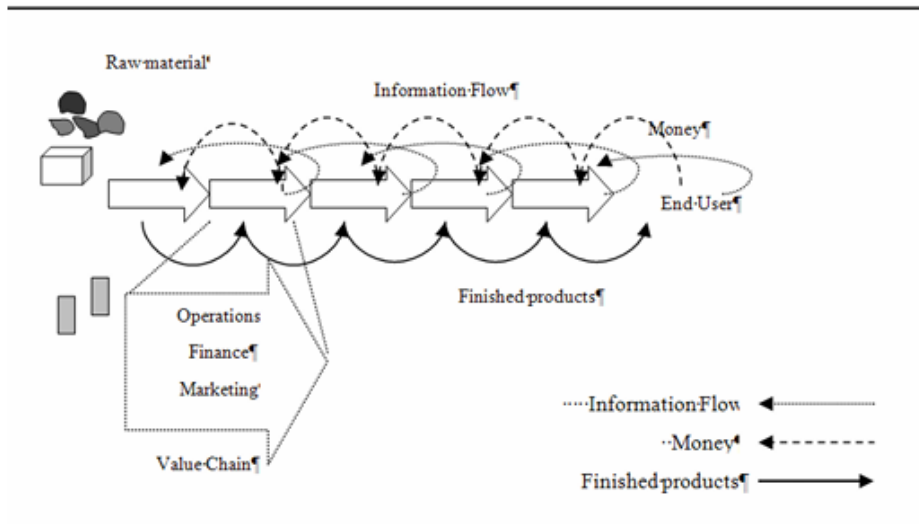 Raw·material¶
Information·Flow¶
Money¶
End·User¶
Finished·products¶
Operations
Finance¶
Marketing
Value·Chain¶
·····Information·Flow
··Money¶
Finished·products¶